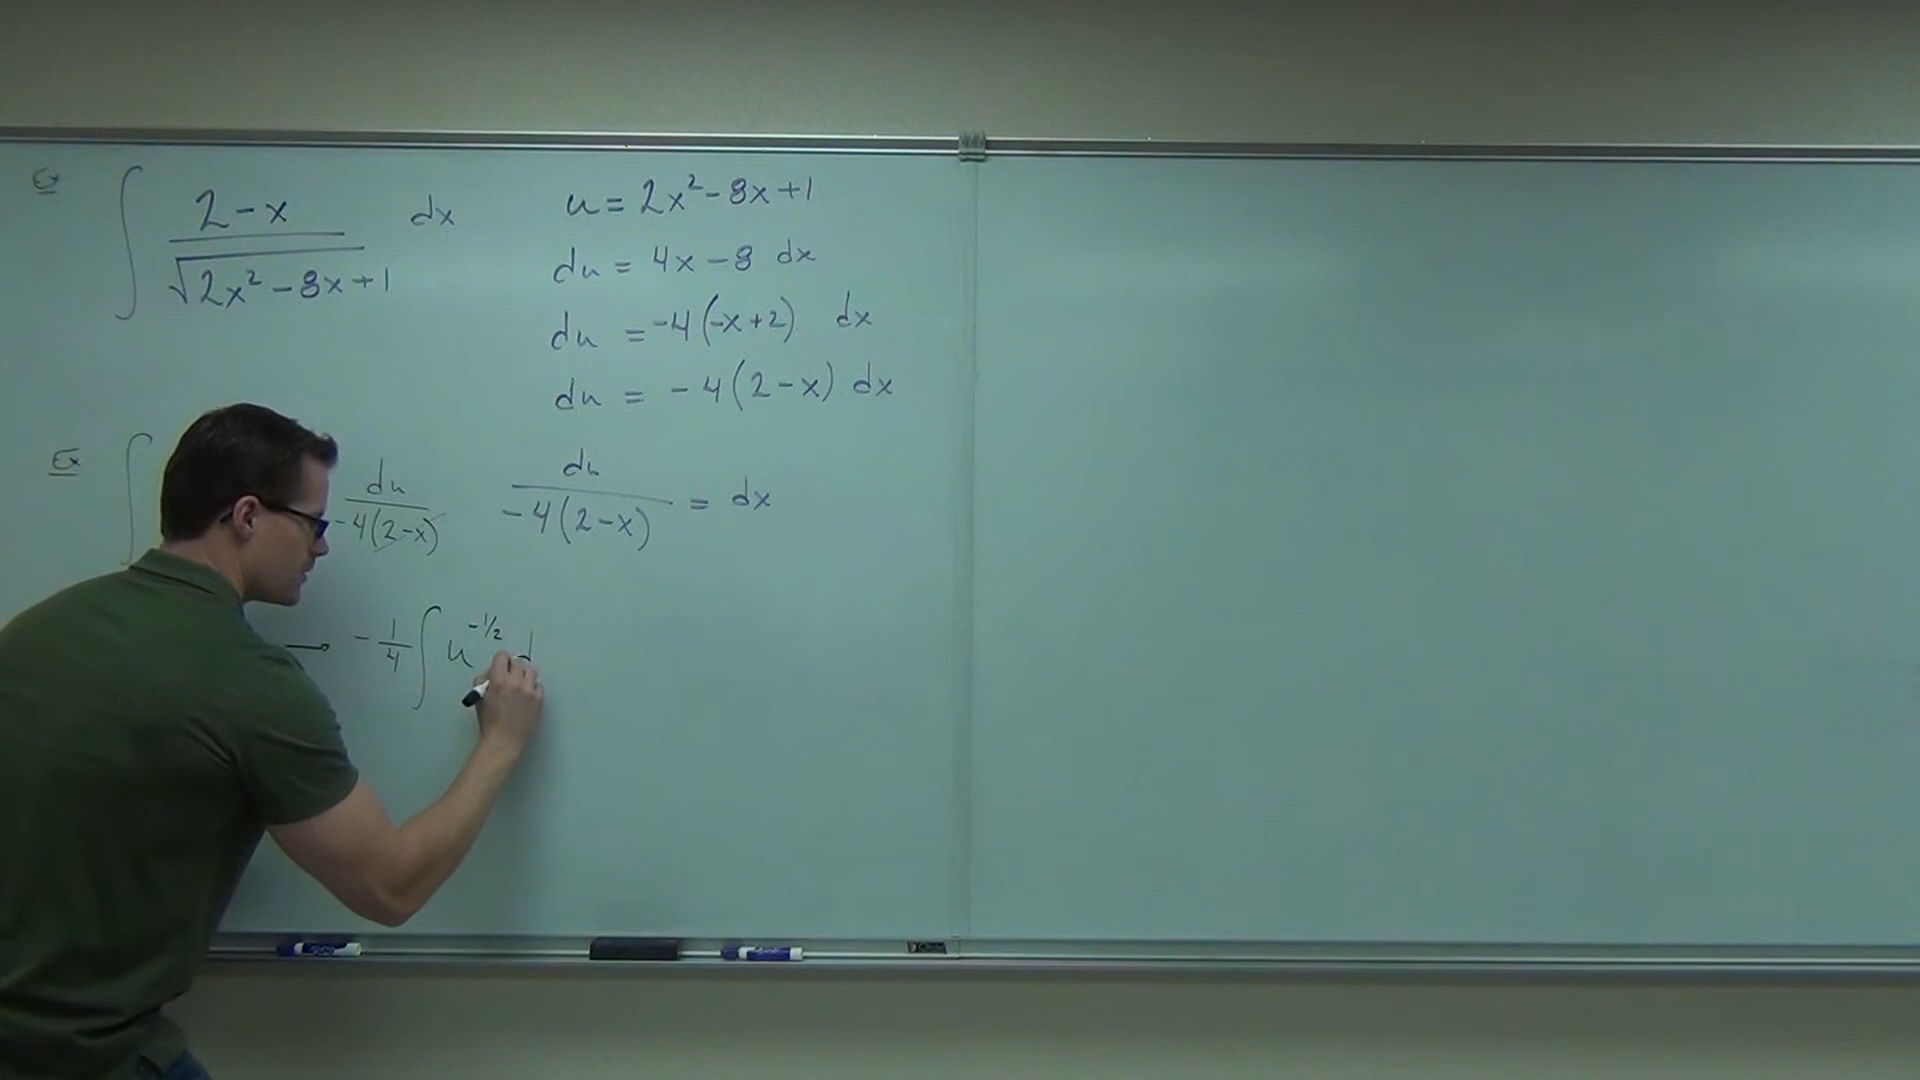 Ex ∫ (2-x)/√(2x²-8x+1) dx
u = 2x²-8x+1
du = 4x-8 dx
du = -4(-x+2) dx
du = -4(2-x) dx
Ex ∫ du/(-4(2-x))
du/(-4(2-x)) = dx
→ -1/4 ∫ u^(-1/2) d